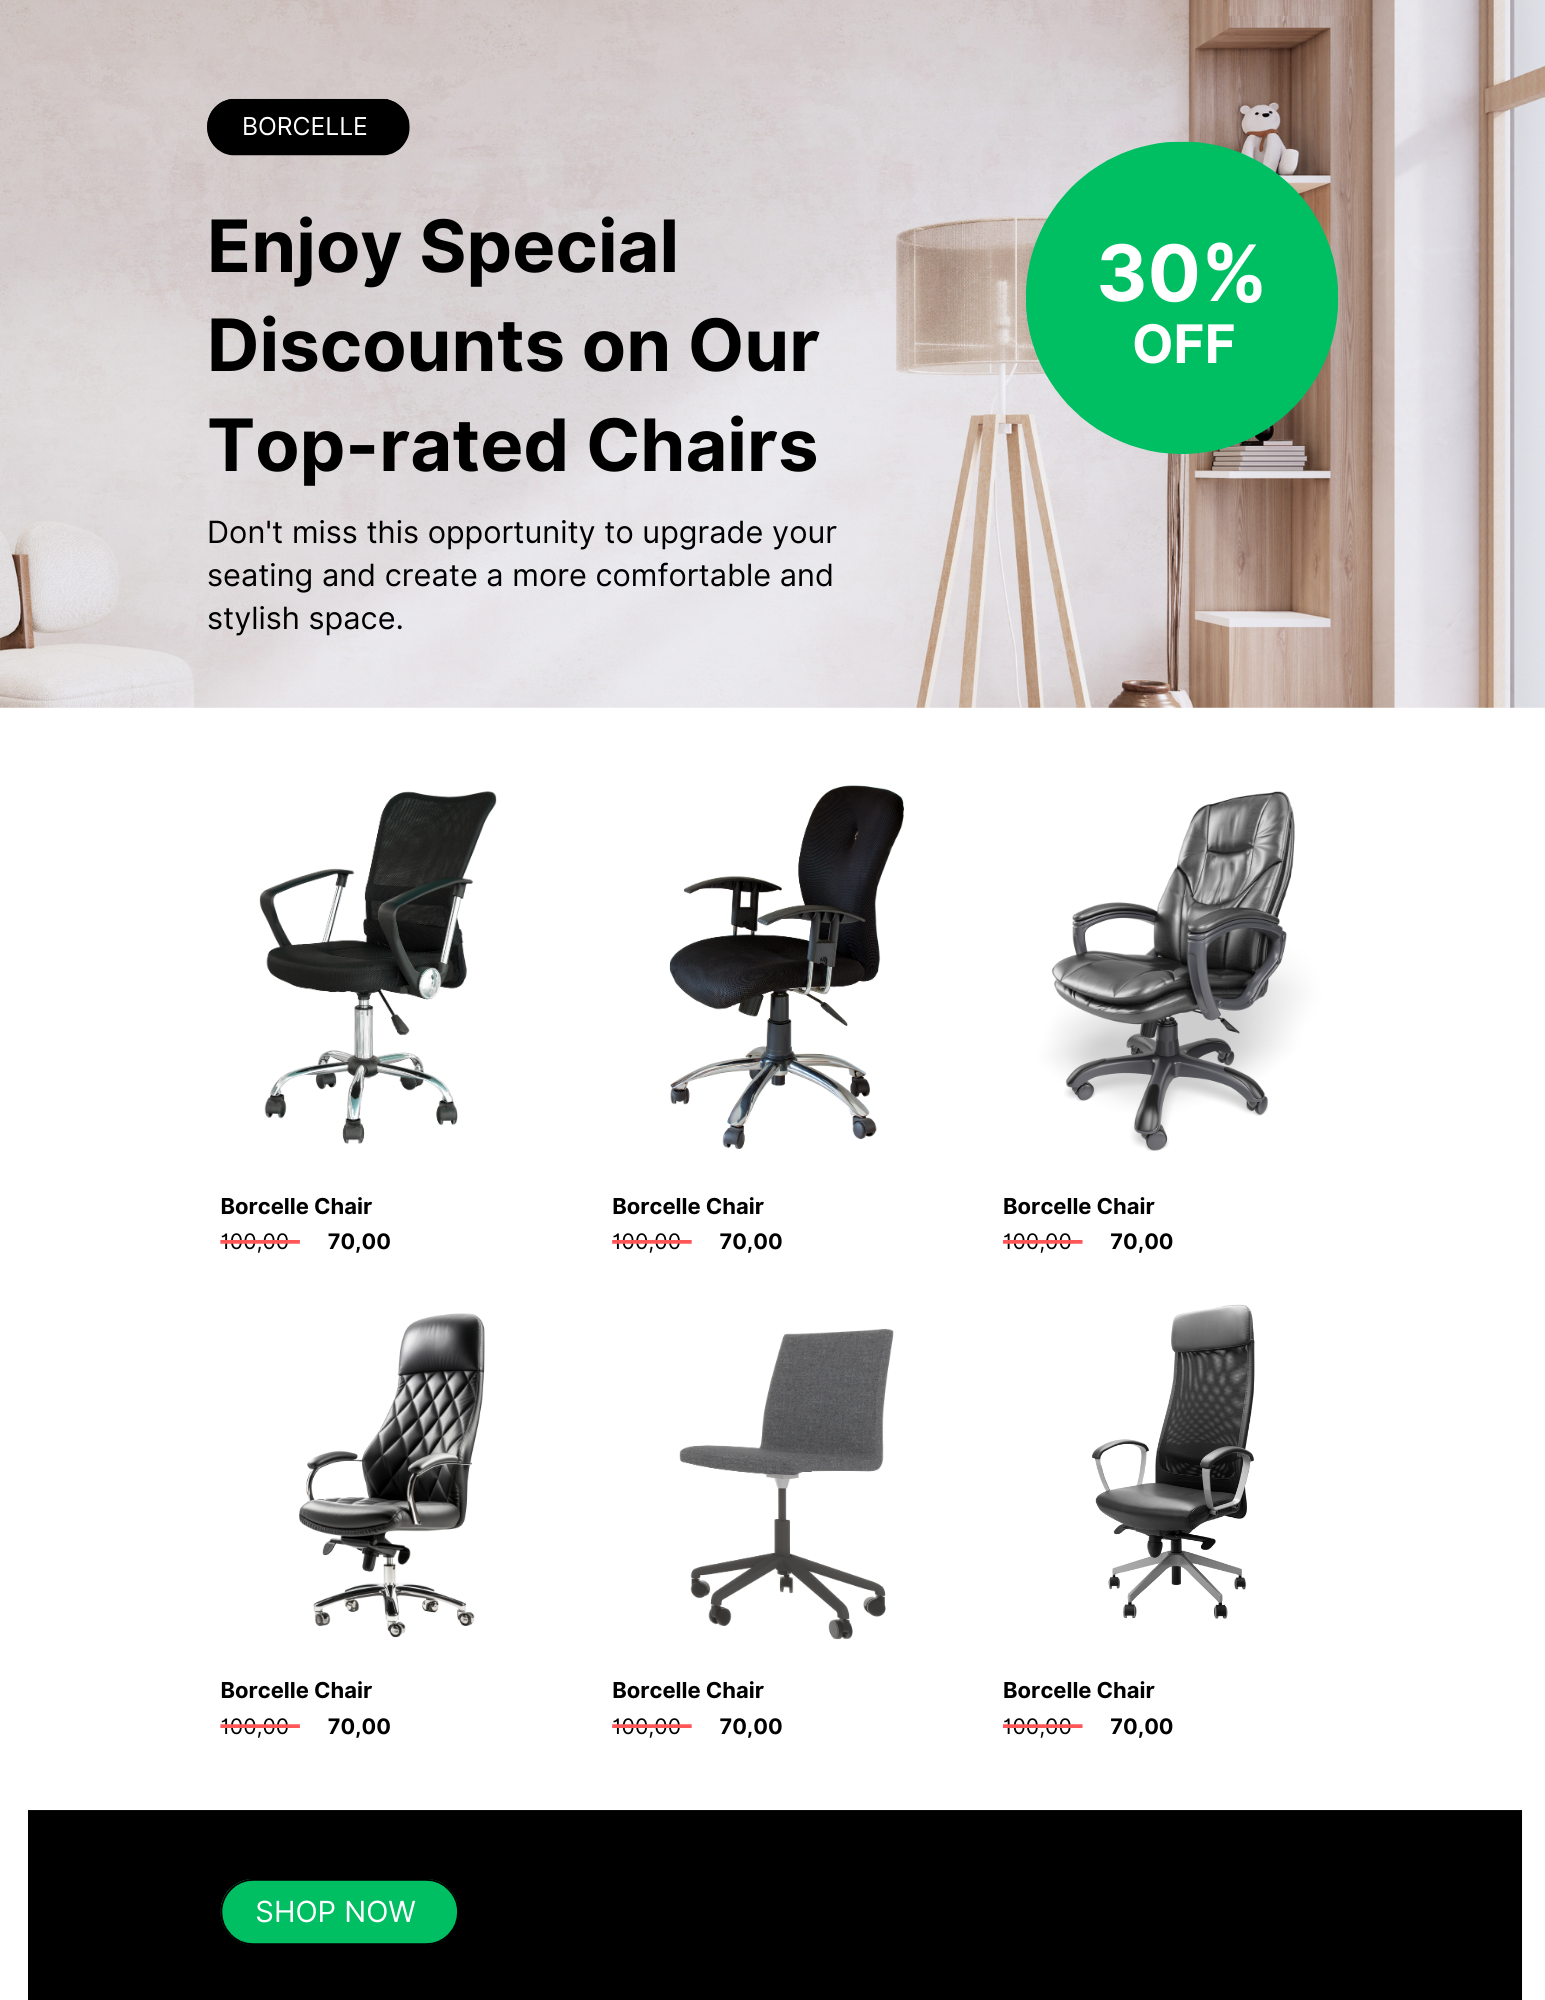 BORCELLE
Enjoy Special
Discounts on Our
Top-rated Chairs
Don't miss this opportunity to upgrade your
seating and create a more comfortable and
stylish space.
30%
OFF
Borcelle Chair
100,00 70,00
Borcelle Chair
100,00 70,00
Borcelle Chair
100,00 70,00
Borcelle Chair
100,00 70,00
Borcelle Chair
100,00 70,00
Borcelle Chair
100,00 70,00
SHOP NOW